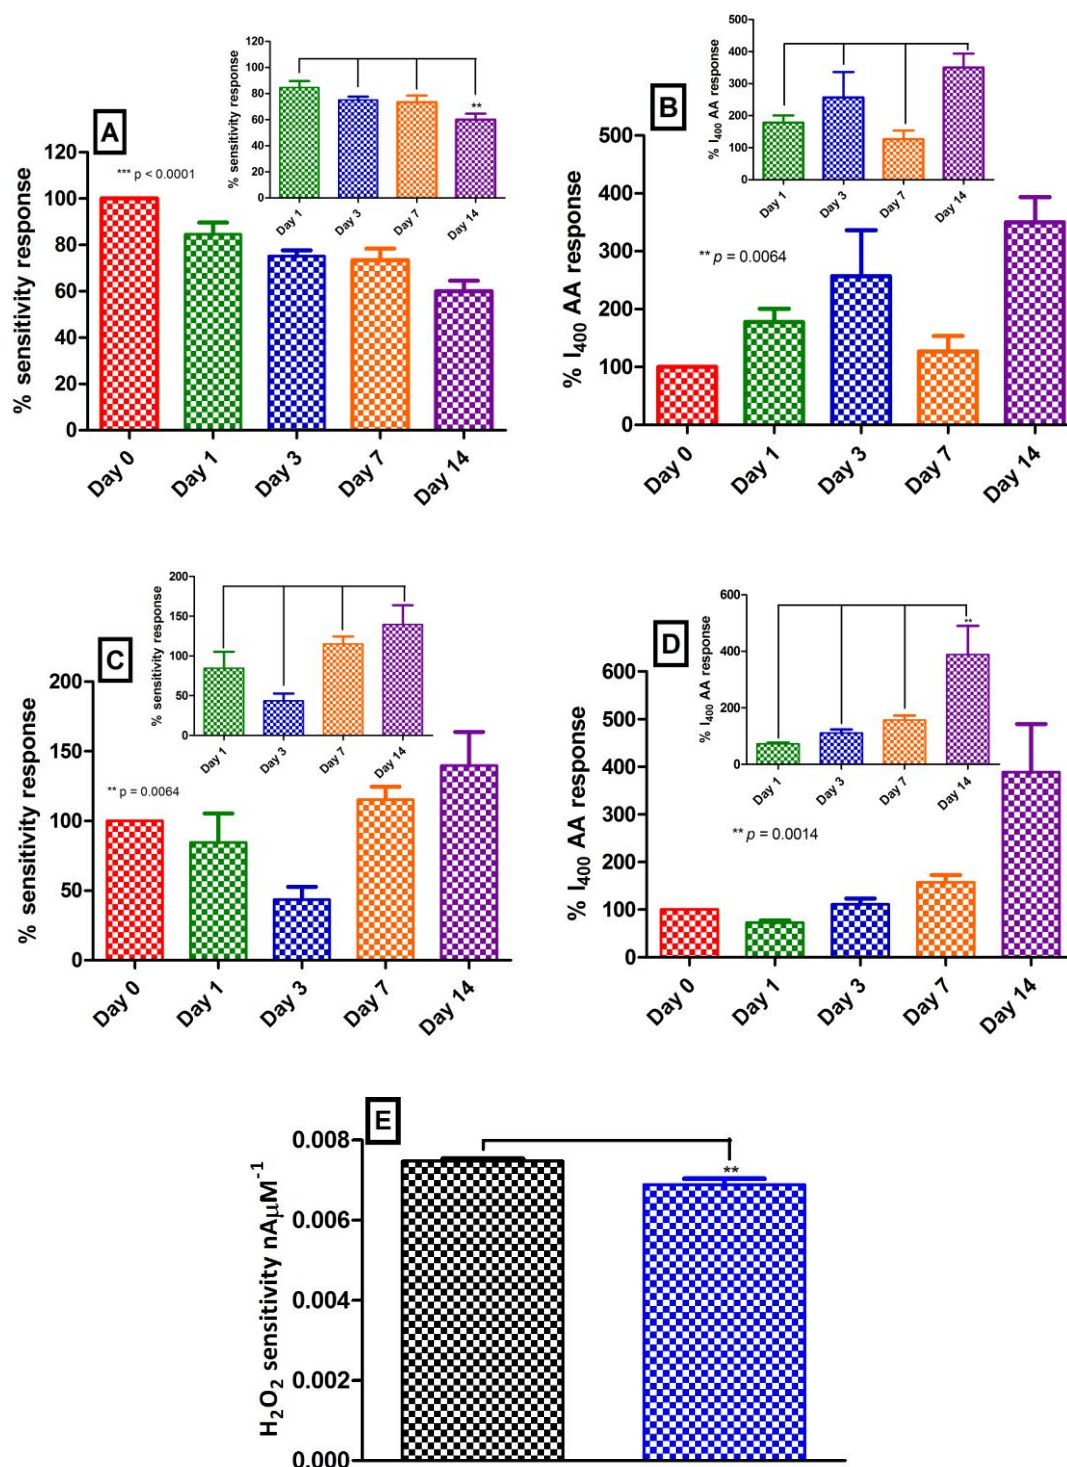 A
*** p < 0.0001
% sensitivity response
120
100
80
60
40
20
0
Day 0
Day 1
Day 3
Day 7
Day 14
% sensitivity response
120
100
80
60
40
20
0
**
Day 1
Day 3
Day 7
Day 14
B
** p = 0.0064
% I400 AA response
500
400
300
200
100
0
Day 0
Day 1
Day 3
Day 7
Day 14
% I400 AA response
500
400
300
200
100
0
Day 1
Day 3
Day 7
Day 14
C
** p = 0.0064
% sensitivity response
200
150
100
50
0
Day 0
Day 1
Day 3
Day 7
Day 14
% sensitivity response
200
150
100
50
0
Day 1
Day 3
Day 7
Day 14
D
** p = 0.0014
% I400 AA response
600
500
400
300
200
100
0
Day 0
Day 1
Day 3
Day 7
Day 14
% I400 AA response
600
400
200
0
**
Day 1
Day 3
Day 7
Day 14
E
H2O2 sensitivity nAμM-1
0.008
0.006
0.004
0.002
0.000
**